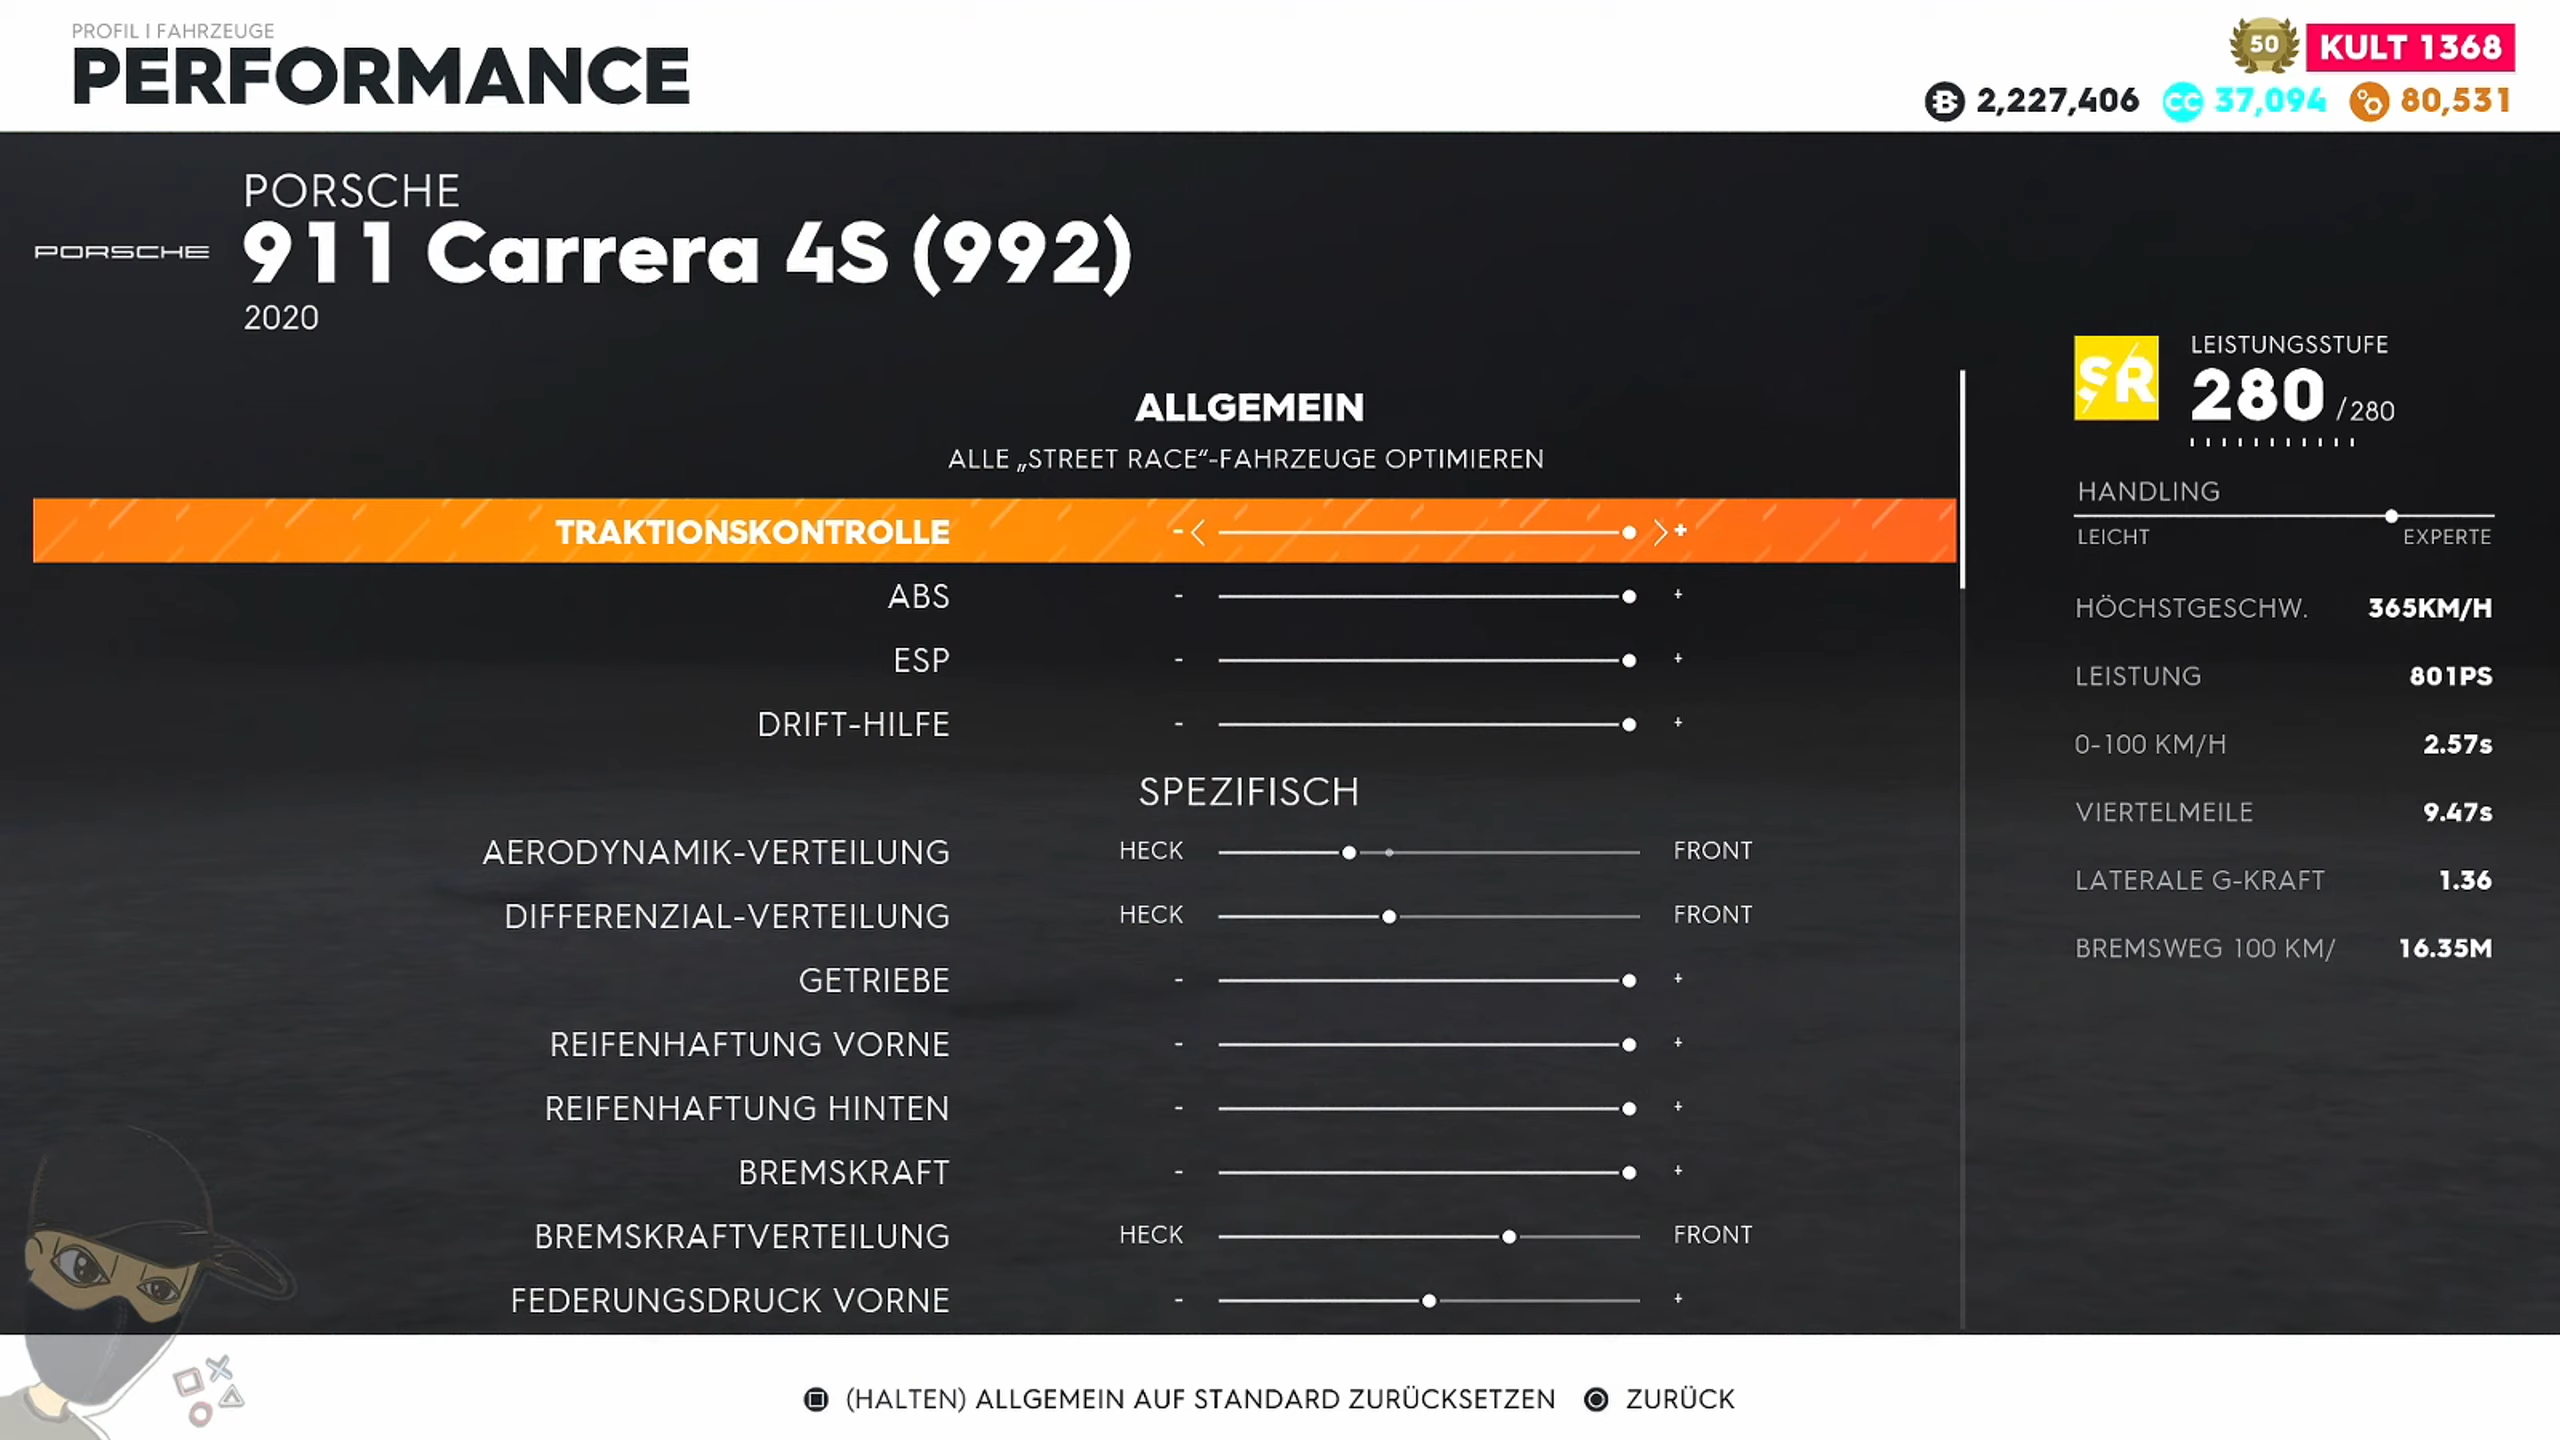 PROFIL I FAHRZEUGE
PERFORMANCE
50 KULT 1368
2,227,406 CC 37,094 80,531
PORSCHE
PORSCHE
911 Carrera 4S (992)
2020
ALLGEMEIN
ALLE „STREET RACE“-FAHRZEUGE OPTIMIEREN
TRAKTIONSKONTROLLE - < > +
ABS - +
ESP - +
DRIFT-HILFE - +
SPEZIFISCH
AERODYNAMIK-VERTEILUNG HECK FRONT
DIFFERENZIAL-VERTEILUNG HECK FRONT
GETRIEBE - +
REIFENHAFTUNG VORNE - +
REIFENHAFTUNG HINTEN - +
BREMSKRAFT - +
BREMSKRAFTVERTEILUNG HECK FRONT
FEDERUNGSDRUCK VORNE - +
SR LEISTUNGSSTUFE
280 /280
HANDLING
LEICHT EXPERTE
HÖCHSTGESCHW. 365KM/H
LEISTUNG 801PS
0-100 KM/H 2.57s
VIERTELMEILE 9.47s
LATERALE G-KRAFT 1.36
BREMSWEG 100 KM/ 16.35M
(HALTEN) ALLGEMEIN AUF STANDARD ZURÜCKSETZEN ZURÜCK